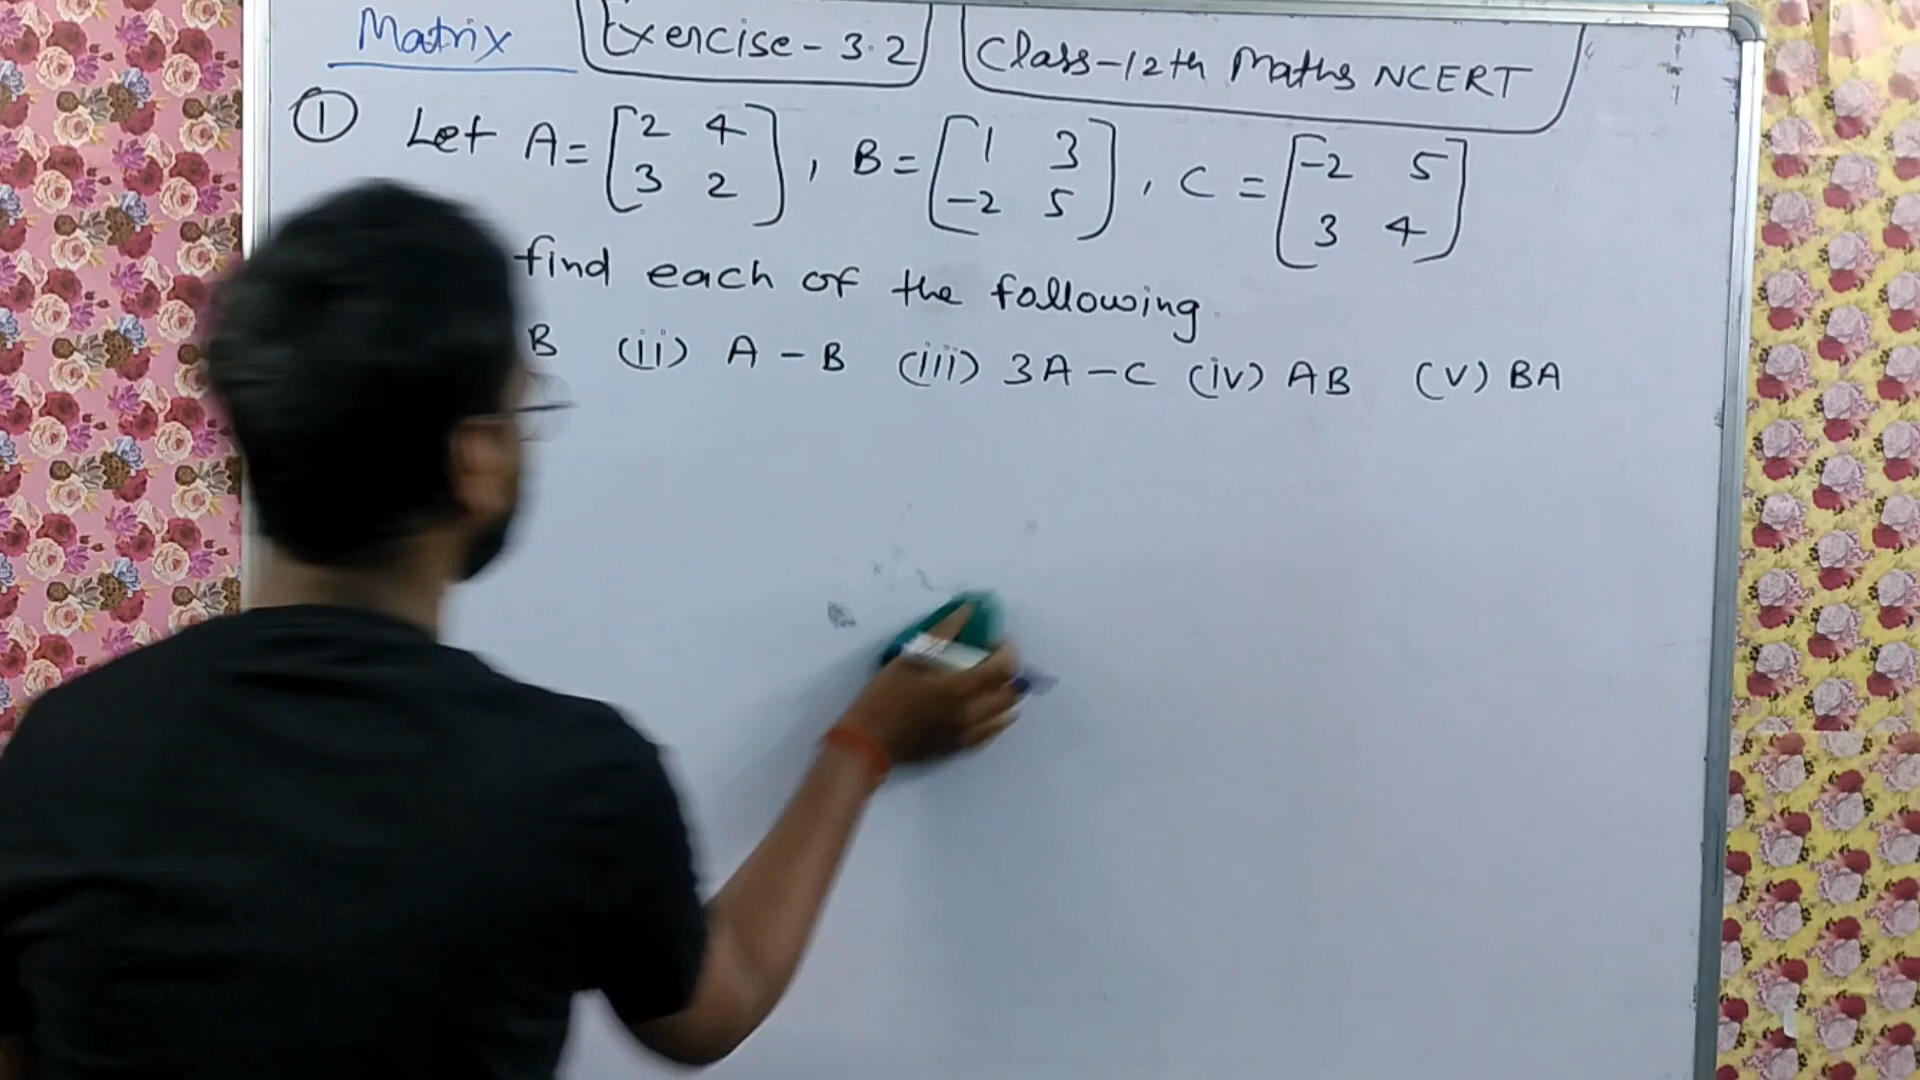 Matrix Exercise-3.2 Class-12th Maths NCERT
① Let A = [2 4 3 2], B = [1 3 -2 5], C = [-2 5 3 4]
find each of the following
B (ii) A - B (iii) 3A - C (iv) AB (v) BA